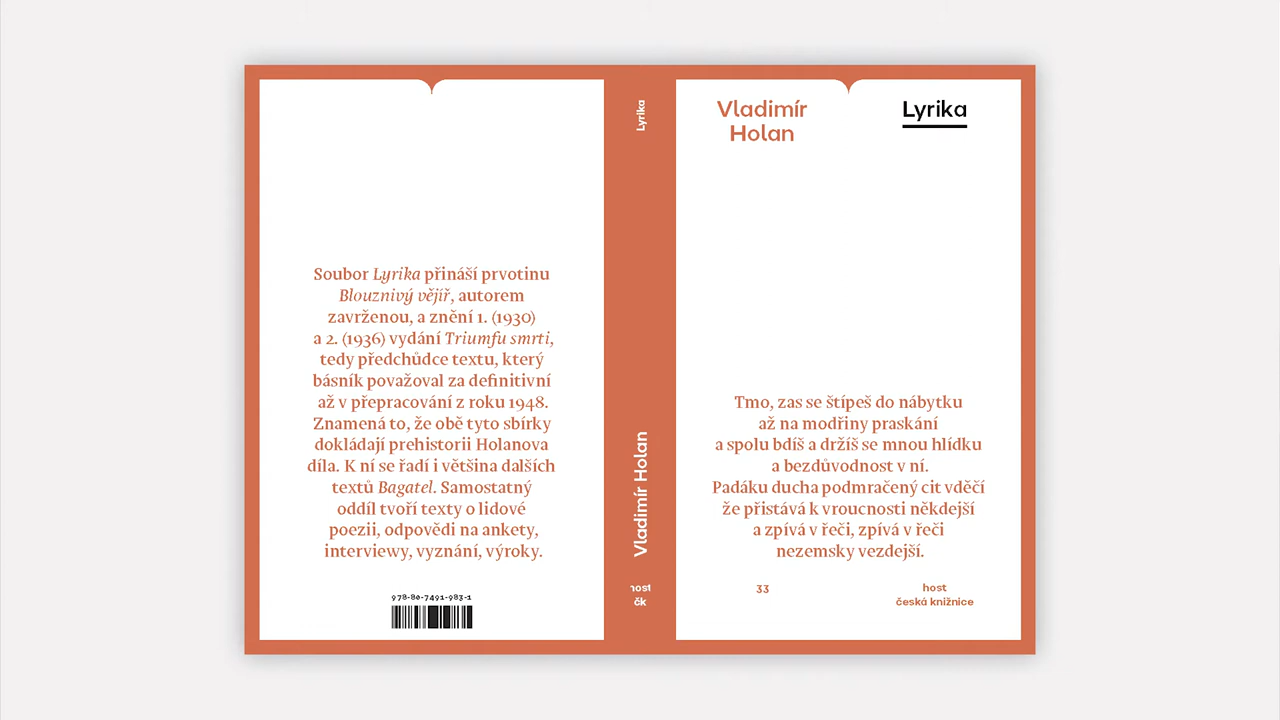 Soubor Lyrika přináší prvotinu
Blouznivý vějíř, autorem
zavrženou, a znění 1. (1930)
a 2. (1936) vydání Triumfu smrti,
tedy předchůdce textu, který
básník považoval za definitivní
až v přepracování z roku 1948.
Znamená to, že obě tyto sbírky
dokládají prehistorii Holanova
díla. K ní se řadí i většina dalších
textů Bagatel. Samostatný
oddíl tvoří texty o lidové
poezii, odpovědi na ankety,
interviewy, vyznání, výroky.
978-80-7491-983-1
Lyrika
Vladimír Holan
host
čk
Vladimír
Holan
Lyrika
Tmo, zas se štípeš do nábytku
až na modřiny praskání
a spolu bdíš a držíš se mnou hlídku
a bezdůvodnost v ní.
Padáku ducha podmračený cit vděčí
že přistává k vroucnosti někdejší
a zpívá v řeči, zpívá v řeči
nezemsky vezdejší.
33
host
česká knižnice